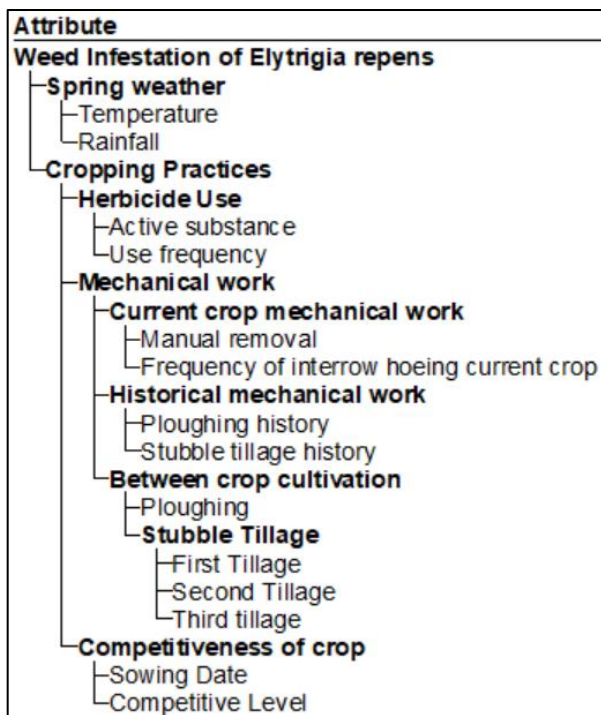 Attribute
Weed Infestation of Elytrigia repens
Spring weather
Temperature
Rainfall
Cropping Practices
Herbicide Use
Active substance
Use frequency
Mechanical work
Current crop mechanical work
Manual removal
Frequency of interrow hoeing current crop
Historical mechanical work
Ploughing history
Stubble tillage history
Between crop cultivation
Ploughing
Stubble Tillage
First Tillage
Second Tillage
Third tillage
Competitiveness of crop
Sowing Date
Competitive Level